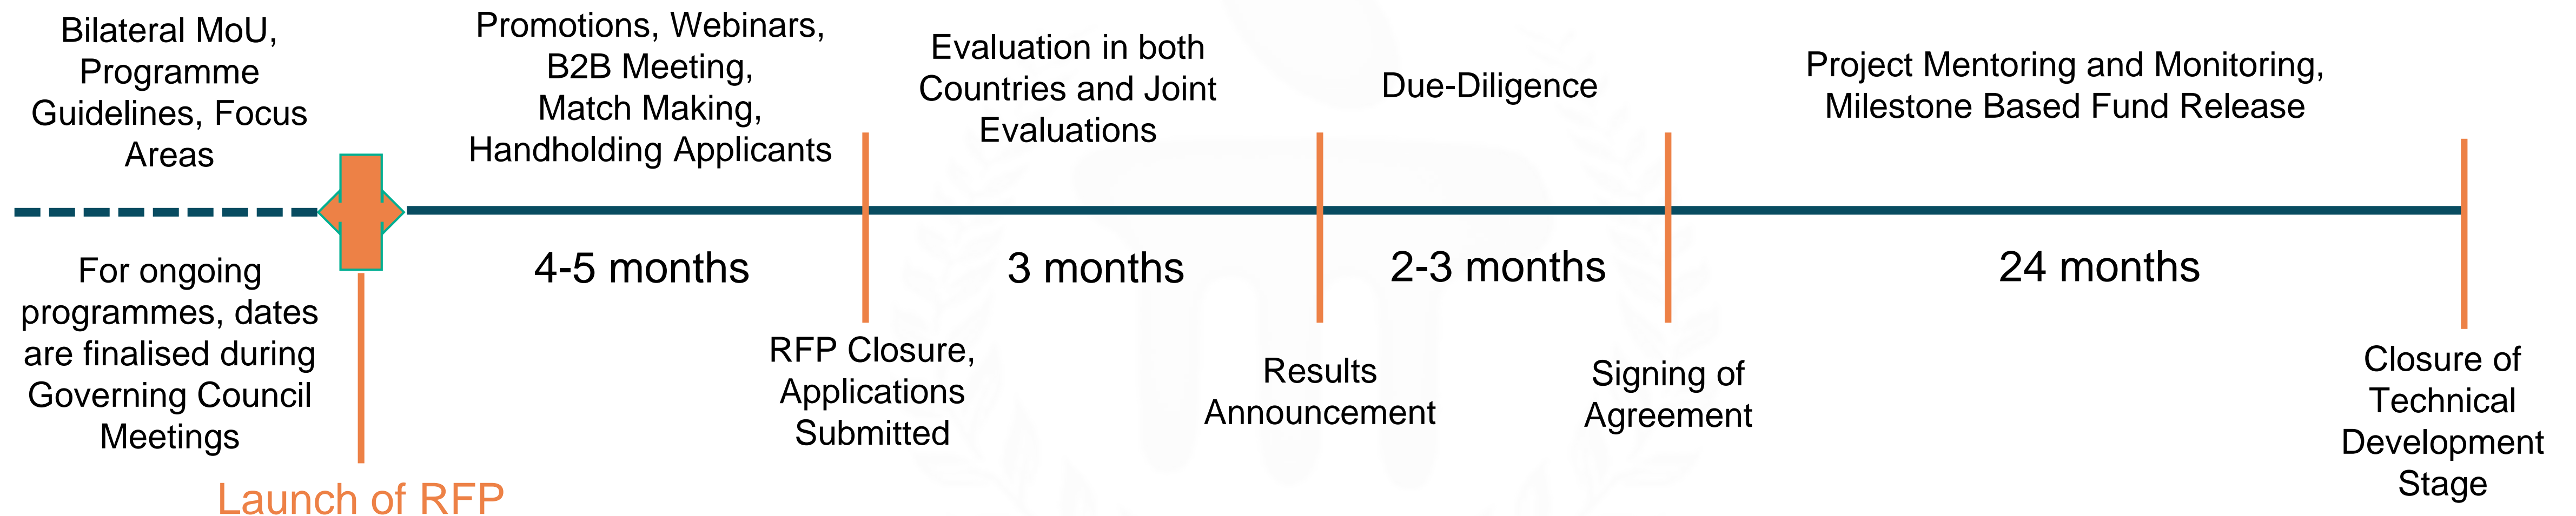 Bilateral MoU,
Programme
Guidelines, Focus
Areas
Promotions, Webinars,
B2B Meeting,
Match Making,
Handholding Applicants
Evaluation in both
Countries and Joint
Evaluations
Due-Diligence
Project Mentoring and Monitoring,
Milestone Based Fund Release
For ongoing
programmes, dates
are finalised during
Governing Council
Meetings
4-5 months
3 months
2-3 months
24 months
Launch of RFP
RFP Closure,
Applications
Submitted
Results
Announcement
Signing of
Agreement
Closure of
Technical
Development
Stage